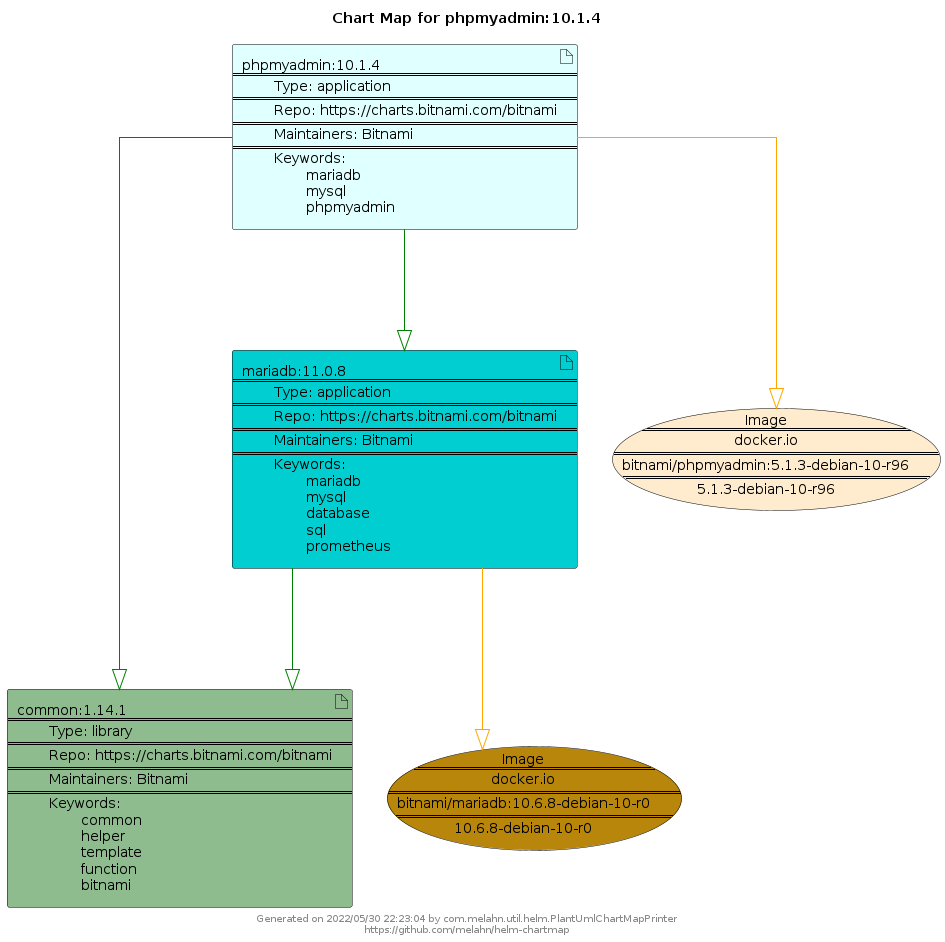 Chart Map for phpmyadmin:10.1.4
phpmyadmin:10.1.4
Type: application
Repo: https://charts.bitnami.com/bitnami
Maintainers: Bitnami
Keywords:
mariadb
mysql
phpmyadmin
mariadb:11.0.8
Type: application
Repo: https://charts.bitnami.com/bitnami
Maintainers: Bitnami
Keywords:
mariadb
mysql
database
sql
prometheus
Image
docker.io
bitnami/phpmyadmin:5.1.3-debian-10-r96
5.1.3-debian-10-r96
common:1.14.1
Type: library
Repo: https://charts.bitnami.com/bitnami
Maintainers: Bitnami
Keywords:
common
helper
template
function
bitnami
Image
docker.io
bitnami/mariadb:10.6.8-debian-10-r0
10.6.8-debian-10-r0
Generated on 2022/05/30 22:23:04 by com.melahn.util.helm.PlantUmlChartMapPrinter
https://github.com/melahn/helm-chartmap